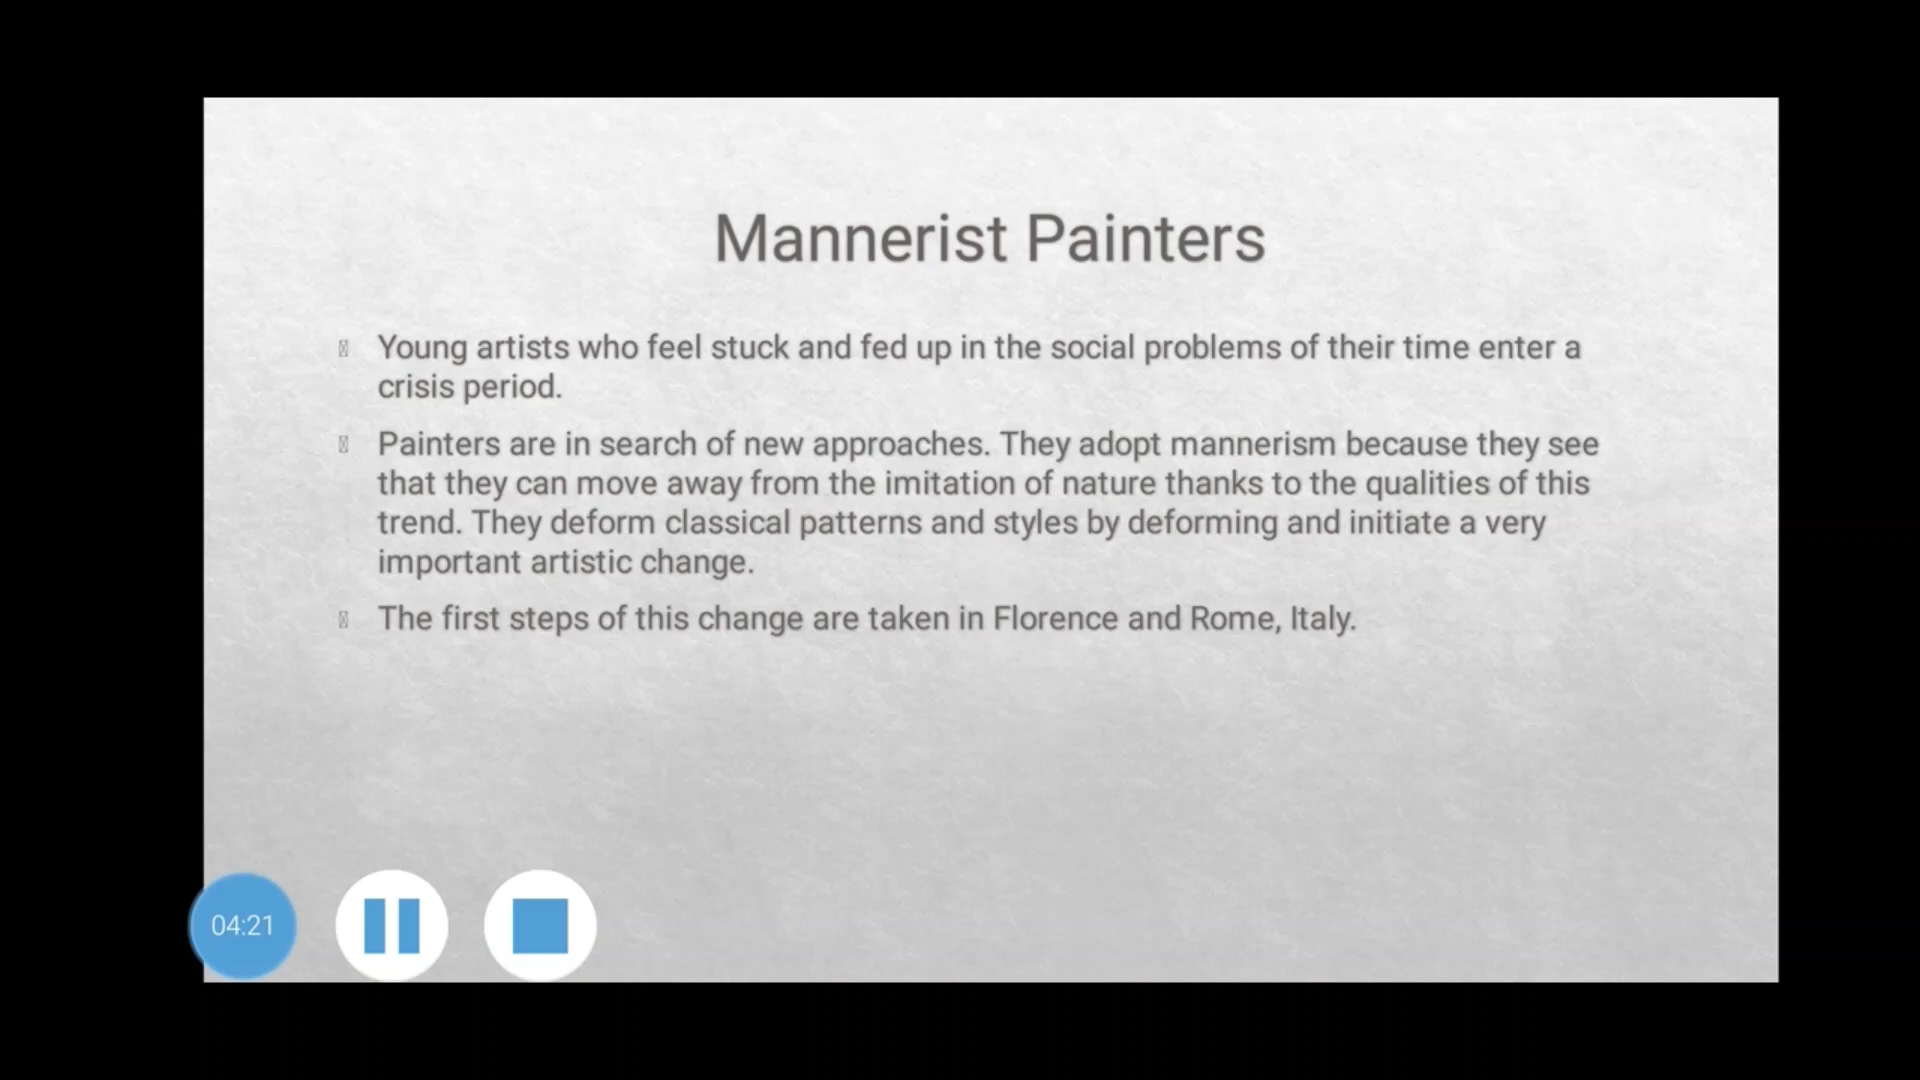 Mannerist Painters
Young artists who feel stuck and fed up in the social problems of their time enter a
crisis period.
Painters are in search of new approaches. They adopt mannerism because they see
that they can move away from the imitation of nature thanks to the qualities of this
trend. They deform classical patterns and styles by deforming and initiate a very
important artistic change.
The first steps of this change are taken in Florence and Rome, Italy.
04:21